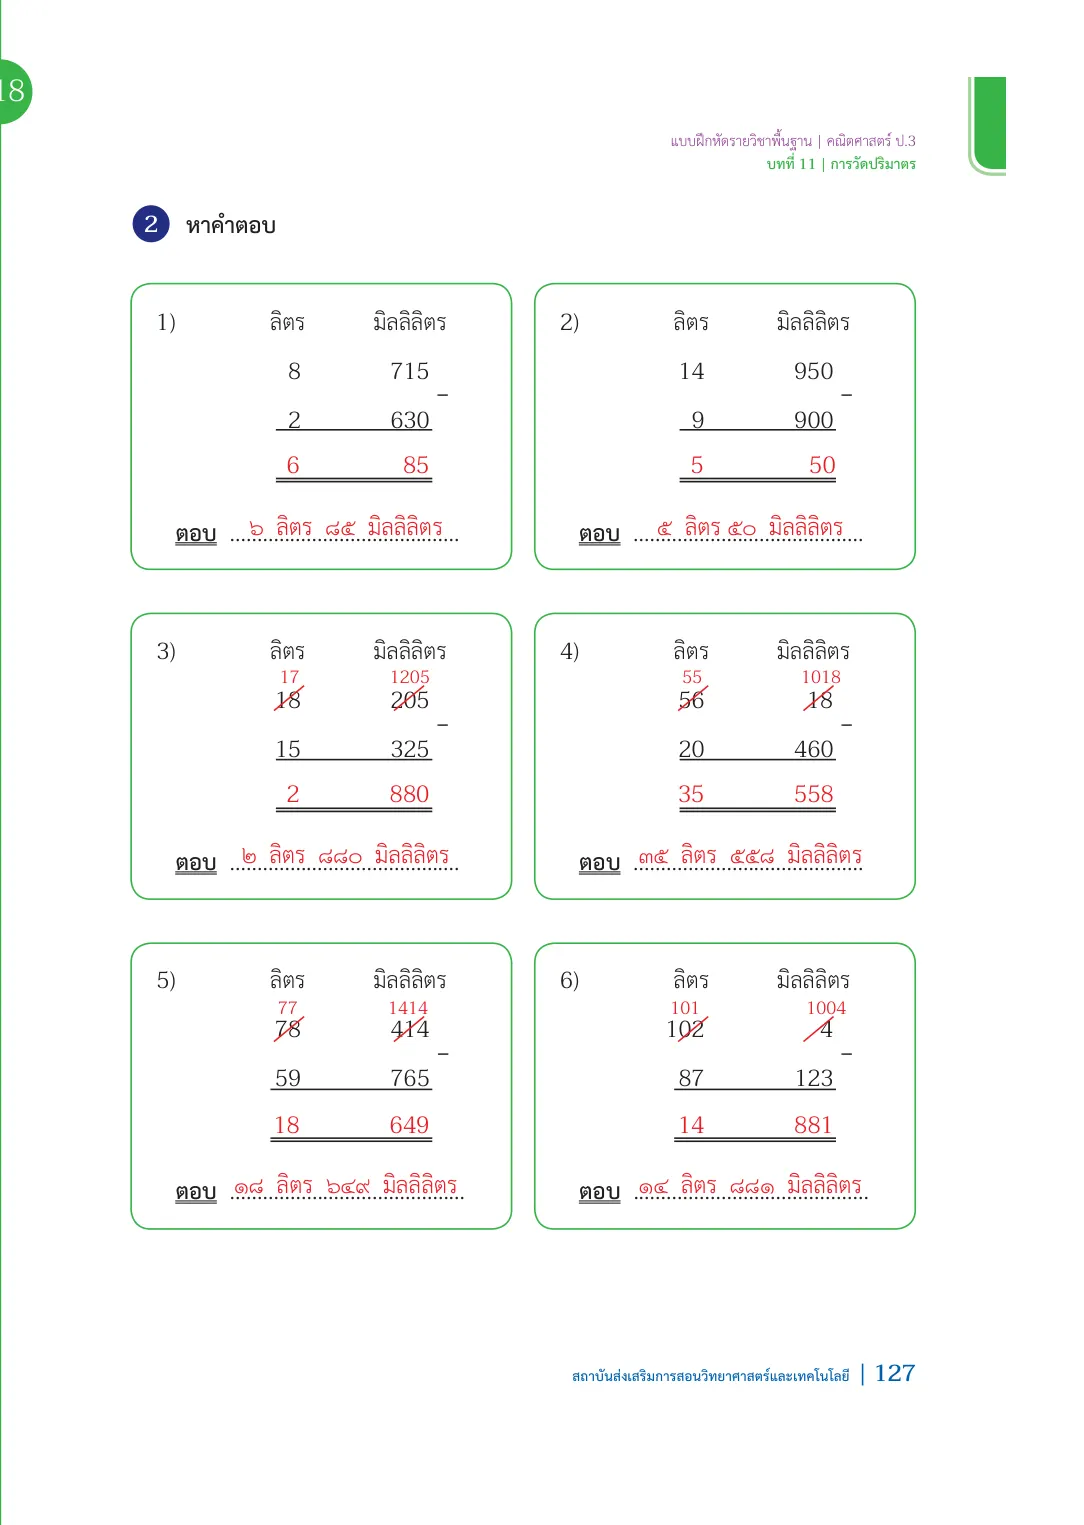 18
แบบฝึกหัดรายวิชาพื้นฐาน | คณิตศาสตร์ ป.3
บทที่ 11 | การวัดปริมาตร
2 หาคำตอบ
1) ลิตร มิลลิลิตร
8 715
–
2 630
6 85
ตอบ ๖ ลิตร ๘๕ มิลลิลิตร
2) ลิตร มิลลิลิตร
14 950
–
9 900
5 50
ตอบ ๕ ลิตร ๕๐ มิลลิลิตร
3) ลิตร มิลลิลิตร
17 1205
18 205
–
15 325
2 880
ตอบ ๒ ลิตร ๘๘๐ มิลลิลิตร
4) ลิตร มิลลิลิตร
55 1018
56 18
–
20 460
35 558
ตอบ ๓๕ ลิตร ๕๕๘ มิลลิลิตร
5) ลิตร มิลลิลิตร
77 1414
78 414
–
59 765
18 649
ตอบ ๑๘ ลิตร ๖๔๙ มิลลิลิตร
6) ลิตร มิลลิลิตร
101 1004
102 4
–
87 123
14 881
ตอบ ๑๔ ลิตร ๘๘๑ มิลลิลิตร
สถาบันส่งเสริมการสอนวิทยาศาสตร์และเทคโนโลยี | 127